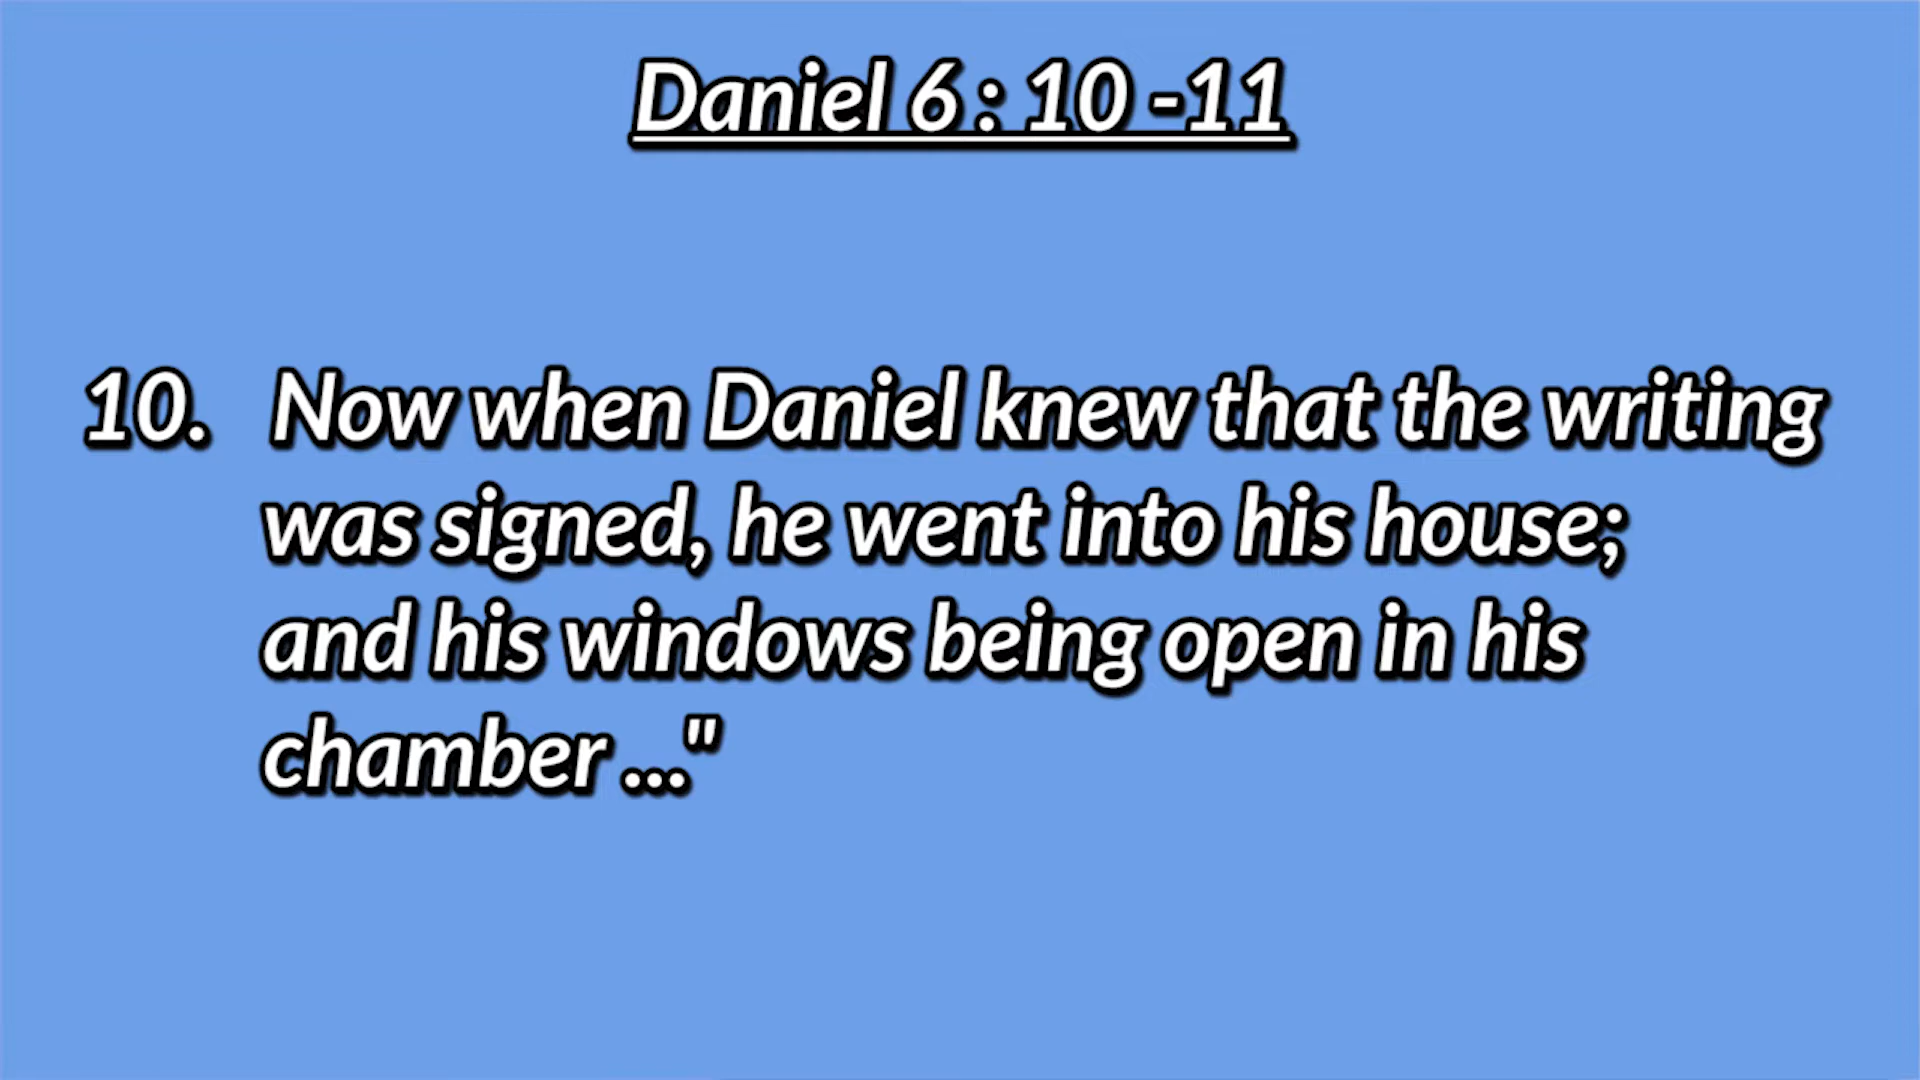 Daniel 6 : 10 -11
10. Now when Daniel knew that the writing
was signed, he went into his house;
and his windows being open in his
chamber ..."